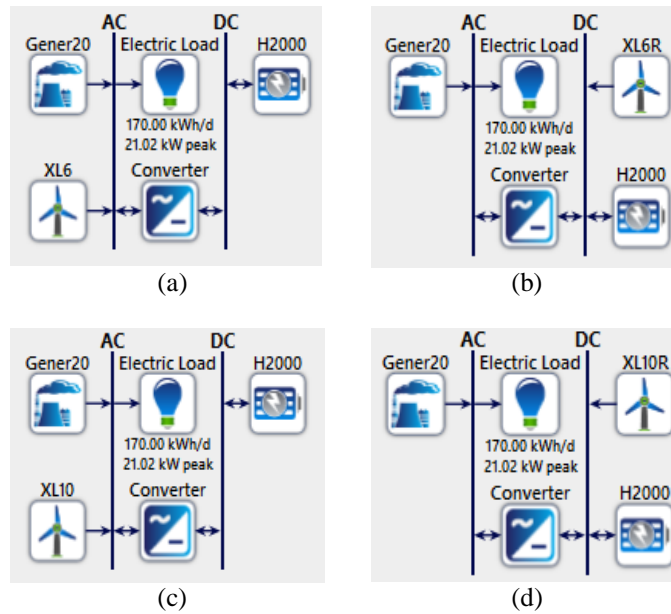 AC DC
Gener20 Electric Load H2000
170.00 kWh/d
21.02 kW peak
XL6 Converter
(a)
AC DC
Gener20 Electric Load XL6R
170.00 kWh/d
21.02 kW peak
Converter H2000
(b)
AC DC
Gener20 Electric Load H2000
170.00 kWh/d
21.02 kW peak
XL10 Converter
(c)
AC DC
Gener20 Electric Load XL10R
170.00 kWh/d
21.02 kW peak
Converter H2000
(d)